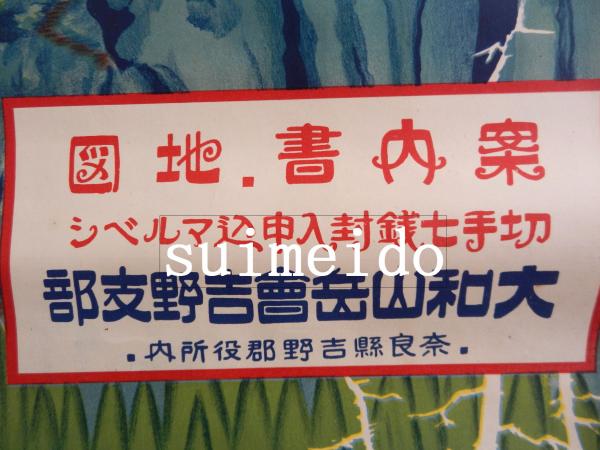 案内書．地図
切手七銭封入申込マルベシ
大和山岳會吉野支部
．奈良縣吉野郡役所内．
suimeido